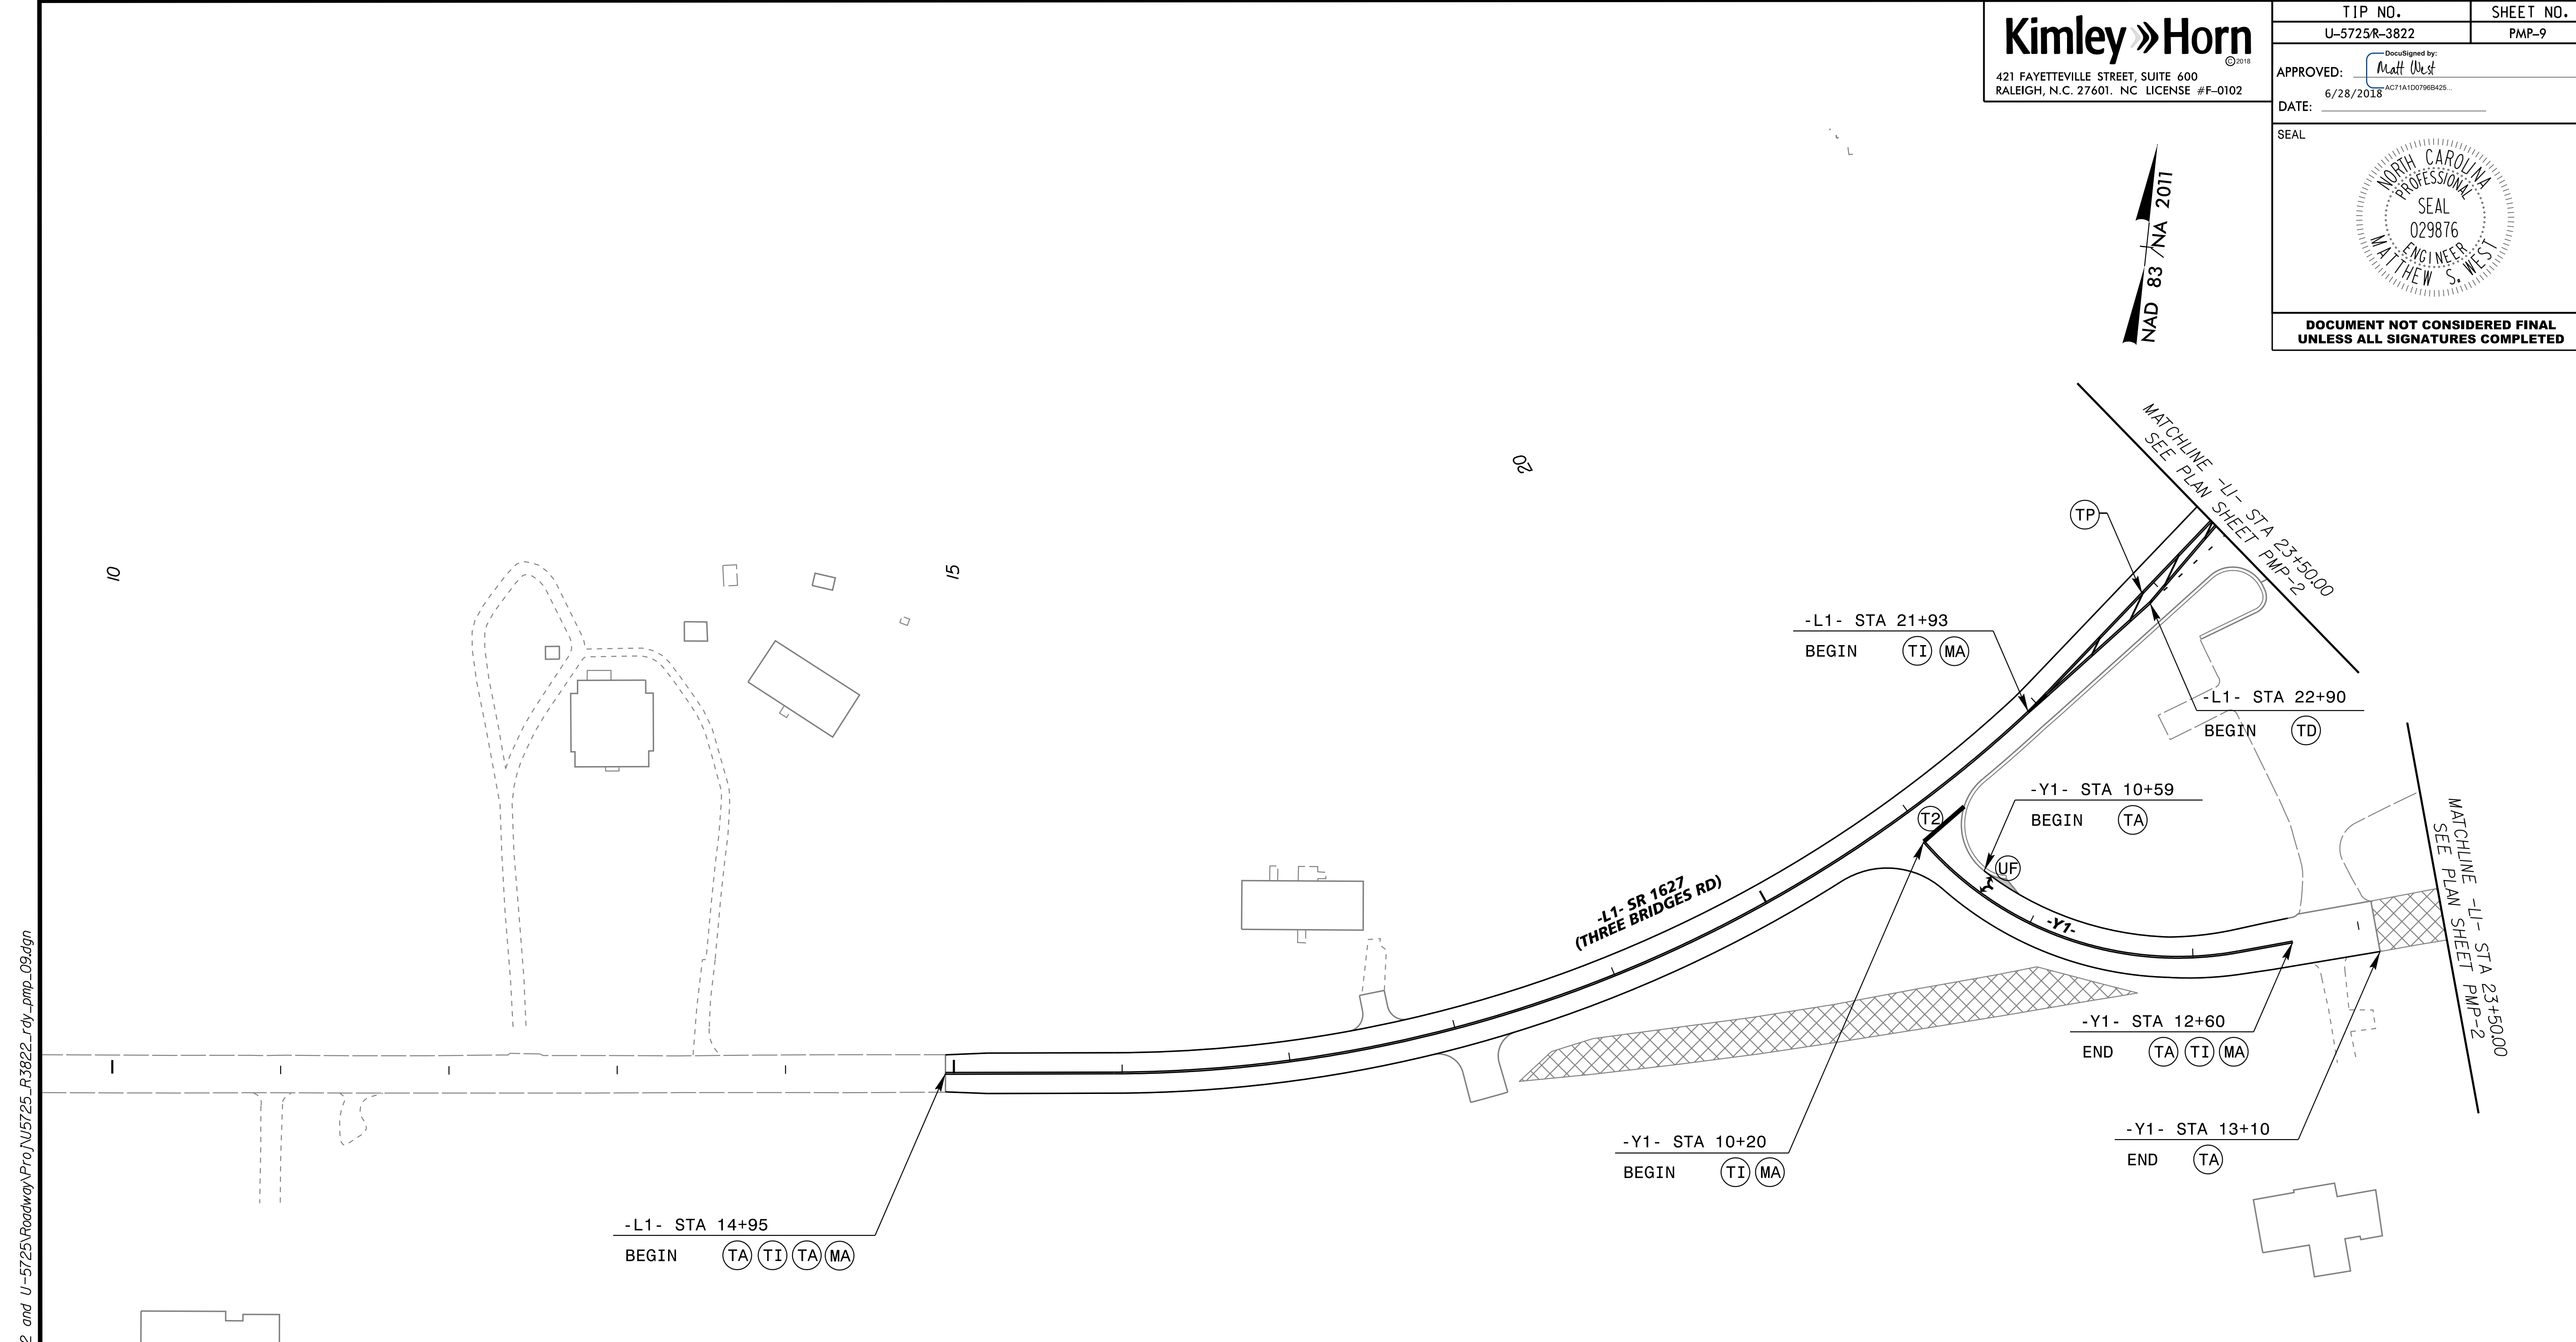 Kimley Horn
© 2018
421 FAYETTEVILLE STREET, SUITE 600
RALEIGH, N.C. 27601. NC LICENSE #F-0102
TIP NO. SHEET NO.
U-5725/R-3822 PMP-9
DocuSigned by:
APPROVED: Matt West
AC71A1D0796B425...
6/28/2018
DATE:
SEAL
NORTH CAROLINA
PROFESSIONAL
SEAL
029876
ENGINEER
MATTHEW S. WEST
DOCUMENT NOT CONSIDERED FINAL
UNLESS ALL SIGNATURES COMPLETED
NAD 83 /NA 2011
MATCHLINE -L1- STA 23+50.00
SEE PLAN SHEET PMP-2
20
TP
10
15
-L1- STA 21+93
BEGIN TI MA
-L1- STA 22+90
BEGIN TD
-Y1- STA 10+59
BEGIN TA
T2
UF
-L1- SR 1627
(THREE BRIDGES RD)
-Y1-
MATCHLINE -L1- STA 23+50.00
SEE PLAN SHEET PMP-2
-Y1- STA 12+60
END TA TI MA
-Y1- STA 10+20
BEGIN TI MA
-Y1- STA 13+10
END TA
-L1- STA 14+95
BEGIN TA TI TA MA
2 and U-5725\Roadway\Proj\U5725_R3822_rdy_pmp_09.dgn